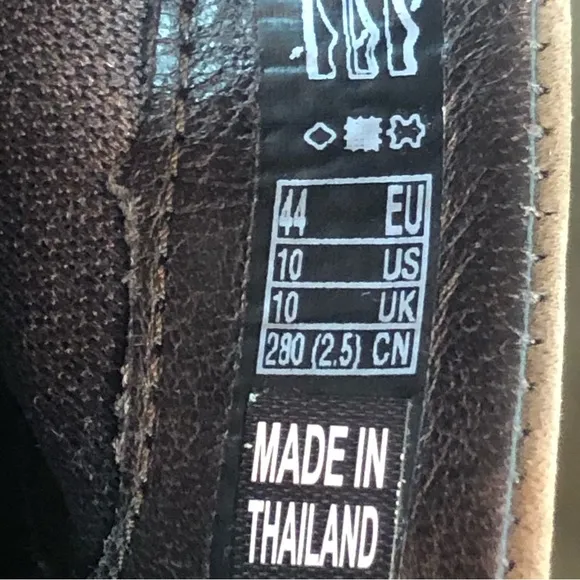 44 EU
10 US
10 UK
280 (2.5) CN
MADE IN
THAILAND